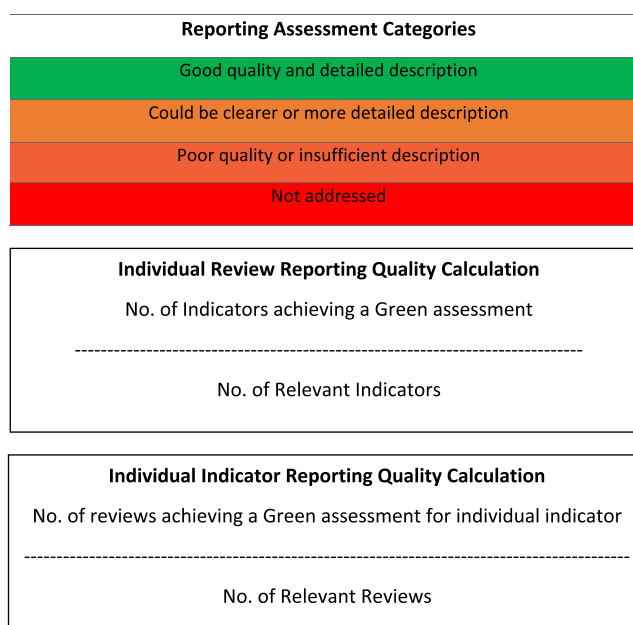 Reporting Assessment Categories
Good quality and detailed description
Could be clearer or more detailed description
Poor quality or insufficient description
Not addressed
Individual Review Reporting Quality Calculation
No. of Indicators achieving a Green assessment
--------------------------------------------------------------------------------
No. of Relevant Indicators
Individual Indicator Reporting Quality Calculation
No. of reviews achieving a Green assessment for individual indicator
------------------------------------------------------------------------------------------------
No. of Relevant Reviews